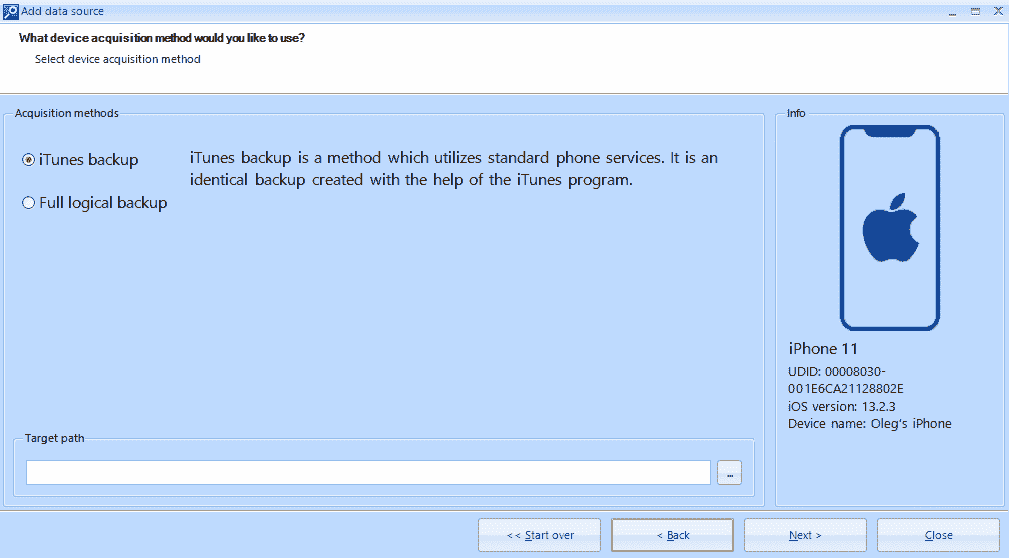 Add data source
What device acquisition method would you like to use?
Select device acquisition method
Acquisition methods
iTunes backup
iTunes backup is a method which utilizes standard phone services. It is an
identical backup created with the help of the iTunes program.
Full logical backup
Target path
...
Info
iPhone 11
UDID: 00008030-
001E6CA21128802E
iOS version: 13.2.3
Device name: Oleg's iPhone
<< Start over
< Back
Next >
Close